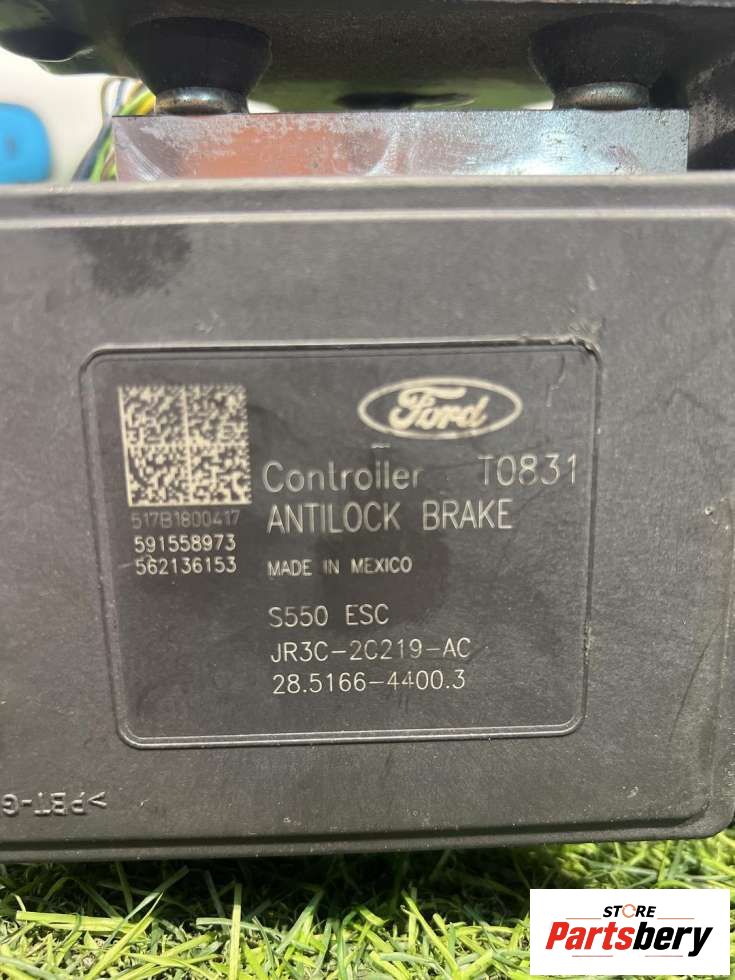 Ford
Controller T0831
ANTILOCK BRAKE
517B1800417
591558973
562136153
MADE IN MEXICO
S550 ESC
JR3C-2C219-AC
28.5166-4400.3
>PBT-G
STORE
Partsbery